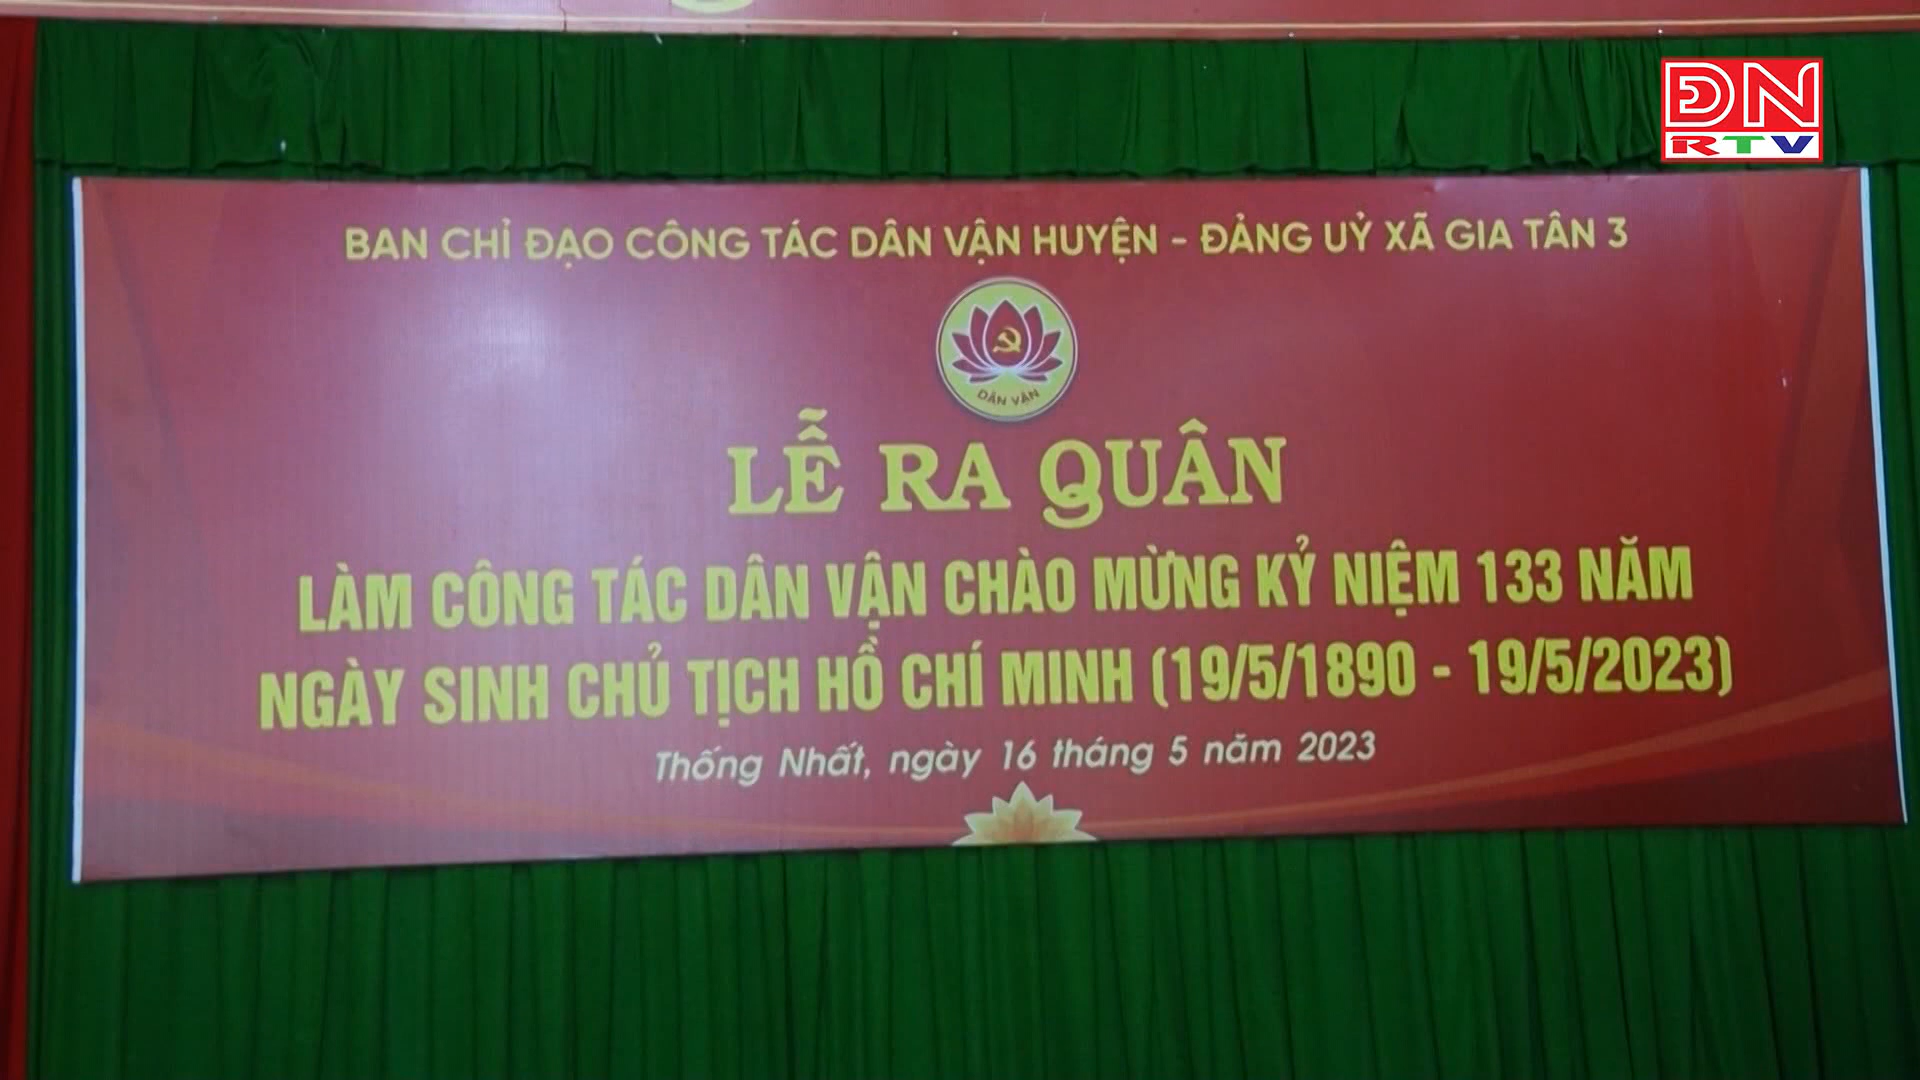 ĐN
RTV
BAN CHỈ ĐẠO CÔNG TÁC DÂN VẬN HUYỆN - ĐẢNG UỶ XÃ GIA TÂN 3
DÂN VẬN
LỄ RA QUÂN
LÀM CÔNG TÁC DÂN VẬN CHÀO MỪNG KỶ NIỆM 133 NĂM
NGÀY SINH CHỦ TỊCH HỒ CHÍ MINH (19/5/1890 - 19/5/2023)
Thống Nhất, ngày 16 tháng 5 năm 2023